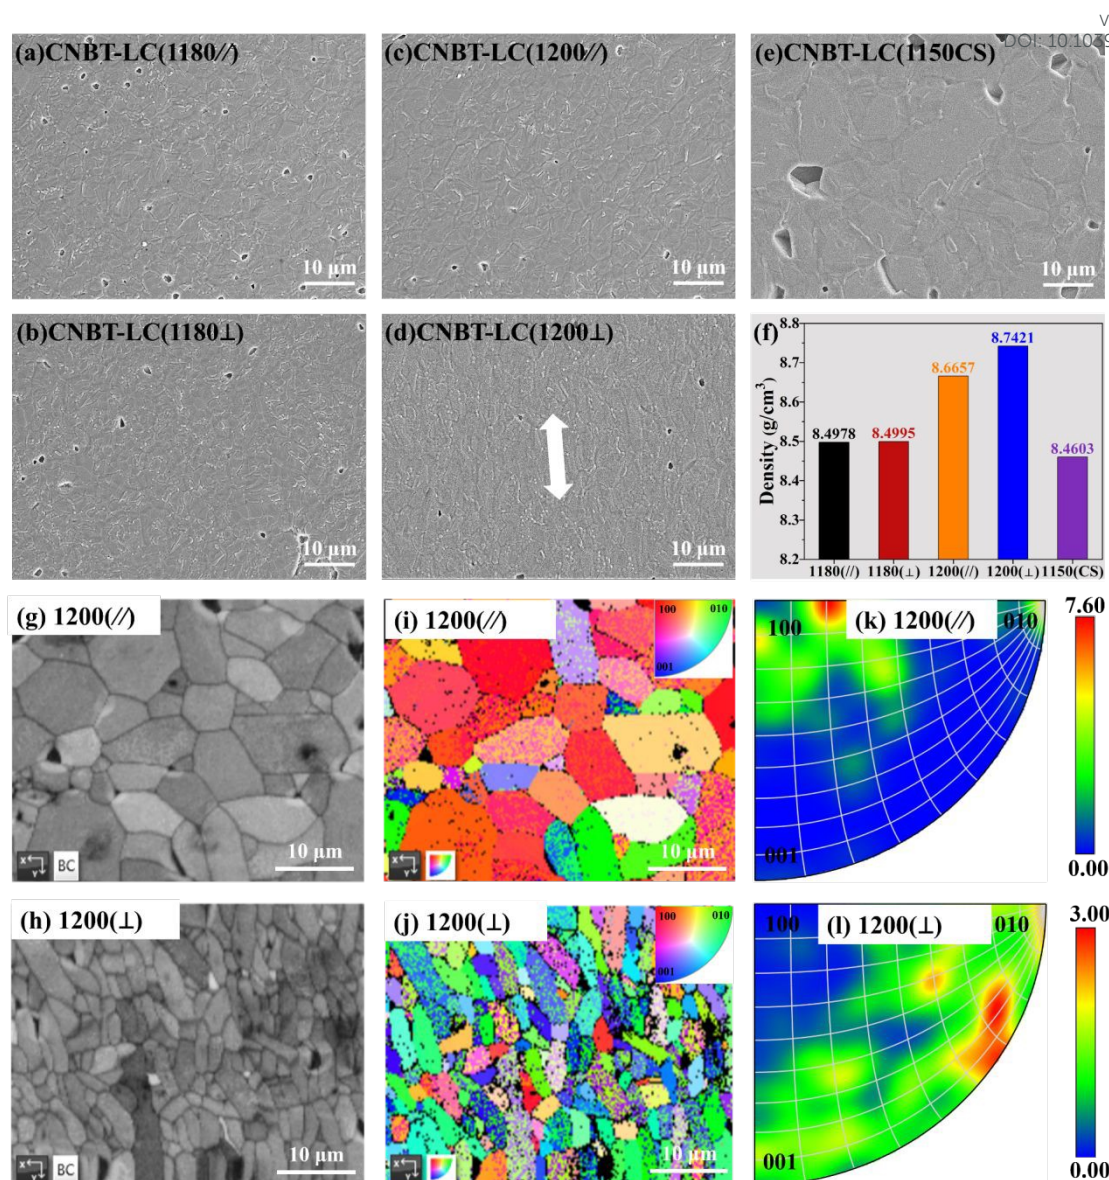 V
DOI: 10.1039
(a)CNBT-LC(1180//)
10 μm
(c)CNBT-LC(1200//)
10 μm
(e)CNBT-LC(1150CS)
10 μm
(b)CNBT-LC(1180⊥)
10 μm
(d)CNBT-LC(1200⊥)
10 μm
(f)
Density (g/cm³)
8.8
8.7
8.6
8.5
8.4
8.3
8.2
8.4978
8.4995
8.6657
8.7421
8.4603
1180(//)
1180(⊥)
1200(//)
1200(⊥)
1150(CS)
(g) 1200(//)
X
Y
BC
10 μm
(i) 1200(//)
100
010
001
X
Y
10 μm
(k) 1200(//)
100
010
001
7.60
0.00
(h) 1200(⊥)
X
Y
BC
10 μm
(j) 1200(⊥)
100
010
001
X
Y
10 μm
(l) 1200(⊥)
100
010
001
3.00
0.00